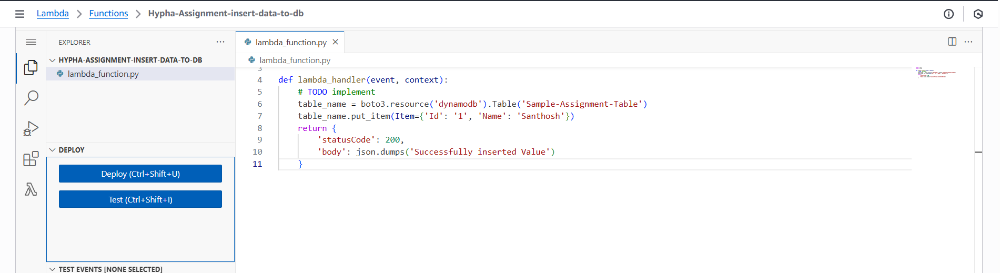 Lambda > Functions > Hypha-Assignment-insert-data-to-db
EXPLORER ...
HYPHA-ASSIGNMENT-INSERT-DATA-TO-DB
lambda_function.py
DEPLOY
Deploy (Ctrl+Shift+U)
Test (Ctrl+Shift+I)
TEST EVENTS [NONE SELECTED]
lambda_function.py
lambda_function.py
3
4 def lambda_handler(event, context):
5 # TODO implement
6 table_name = boto3.resource('dynamodb').Table('Sample-Assignment-Table')
7 table_name.put_item(Item={'Id': '1', 'Name': 'Santhosh'})
8 return {
9 'statusCode': 200,
10 'body': json.dumps('Successfully inserted Value')
11 }